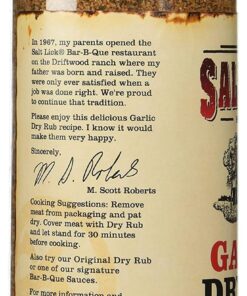 In 1967, my parents opened the
Salt Lick® Bar-B-Que restaurant
on the Driftwood ranch where my
father was born and raised. They
were only ever satisfied when a
job was done right. We're proud
to continue that tradition.
Please enjoy this delicious Garlic
Dry Rub recipe. I know it would
make them very happy.
Sincerely,
M. D. Roberts
M. Scott Roberts
Cooking Suggestions: Remove
meat from packaging and pat
dry. Cover meat with Dry Rub
and let stand for 30 minutes
before cooking.
Also try our Original Dry Rub
or one of our signature
Bar-B-Que Sauces.
For more information and
SAL
GA
DR